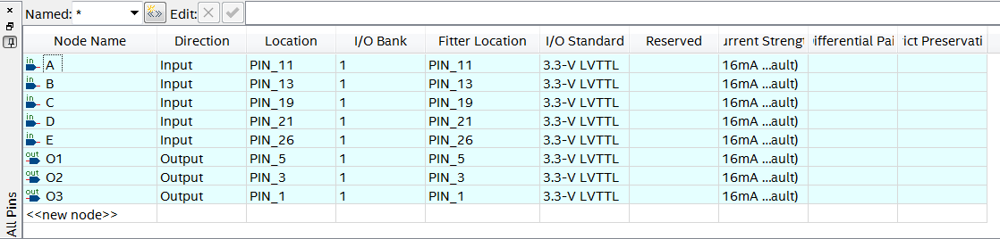 Named: * «» Edit:
Node Name Direction Location I/O Bank Fitter Location I/O Standard Reserved urrent Strengt ifferential Pai ict Preservati
in A Input PIN_11 1 PIN_11 3.3-V LVTTL 16mA ...ault)
in B Input PIN_13 1 PIN_13 3.3-V LVTTL 16mA ...ault)
in C Input PIN_19 1 PIN_19 3.3-V LVTTL 16mA ...ault)
in D Input PIN_21 1 PIN_21 3.3-V LVTTL 16mA ...ault)
in E Input PIN_26 1 PIN_26 3.3-V LVTTL 16mA ...ault)
out O1 Output PIN_5 1 PIN_5 3.3-V LVTTL 16mA ...ault)
out O2 Output PIN_3 1 PIN_3 3.3-V LVTTL 16mA ...ault)
out O3 Output PIN_1 1 PIN_1 3.3-V LVTTL 16mA ...ault)
<<new node>>
All Pins